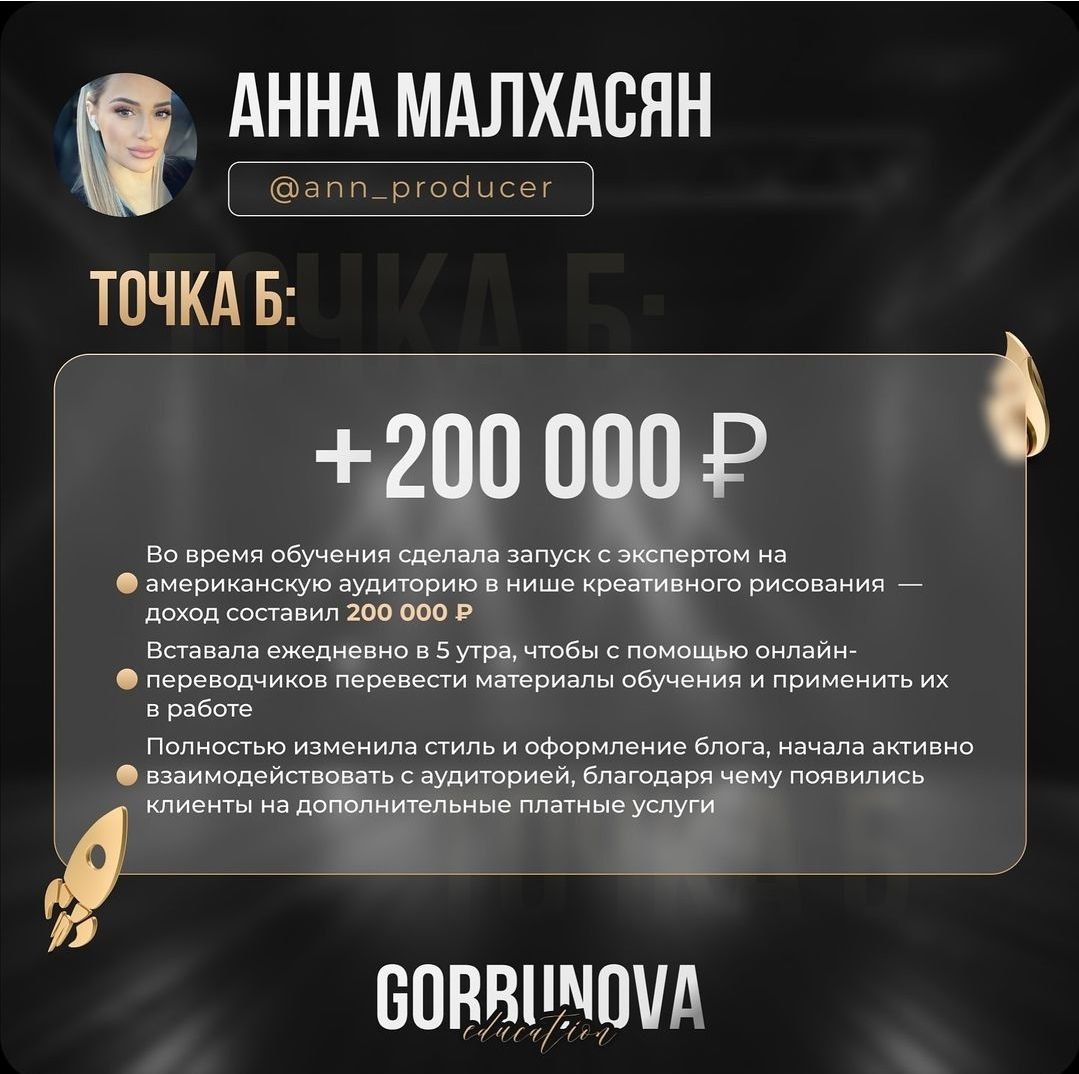 АННА МАЛХАСЯН
@ann_producer
ТОЧКА Б:
ТОЧКА Б:
+200 000 ₽
Во время обучения сделала запуск с экспертом на
американскую аудиторию в нише креативного рисования —
доход составил 200 000 ₽
Вставала ежедневно в 5 утра, чтобы с помощью онлайн-
переводчиков перевести материалы обучения и применить их
в работе
Полностью изменила стиль и оформление блога, начала активно
взаимодействовать с аудиторией, благодаря чему появились
клиенты на дополнительные платные услуги
GORBUNOVA
education